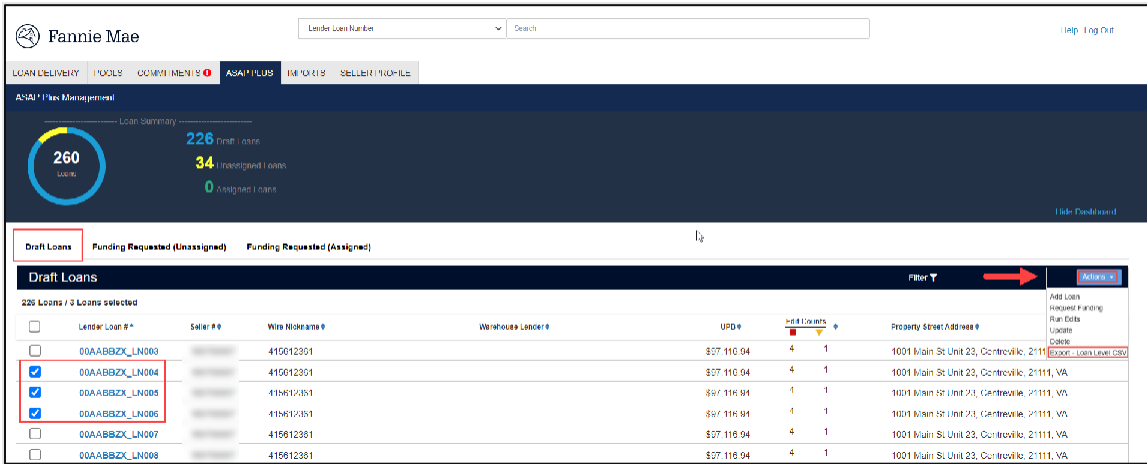 Fannie Mae
Lender Loan Number
Search
Help Log Out
LOAN DELIVERY POOLS COMMITMENTS ASAP PLUS IMPORTS SELLER PROFILE
ASAP Plus Management
Loan Summary
260
Loans
226 Draft Loans
34 Unassigned Loans
0 Assigned Loans
Hide Dashboard
Draft Loans Funding Requested (Unassigned) Funding Requested (Assigned)
Draft Loans Filter Actions
Add Loan
Request Funding
Run Edits
Update
Delete
Export - Loan Level CSV
226 Loans / 3 Loans selected
Lender Loan # Seller # Wire Nickname Warehouse Lender UPB Edit Counts Property Street Address
00AABBZX_LN003 415612361 $97,116.94 4 1 1001 Main St Unit 23, Centreville, 21111
00AABBZX_LN004 415612361 $97,116.94 4 1 1001 Main St Unit 23, Centreville, 21111, VA
00AABBZX_LN005 415612361 $97,116.94 4 1 1001 Main St Unit 23, Centreville, 21111, VA
00AABBZX_LN006 415612361 $97,116.94 4 1 1001 Main St Unit 23, Centreville, 21111, VA
00AABBZX_LN007 415612361 $97,116.94 4 1 1001 Main St Unit 23, Centreville, 21111, VA
00AABBZX_LN008 415612361 $97,116.94 4 1 1001 Main St Unit 23, Centreville, 21111, VA